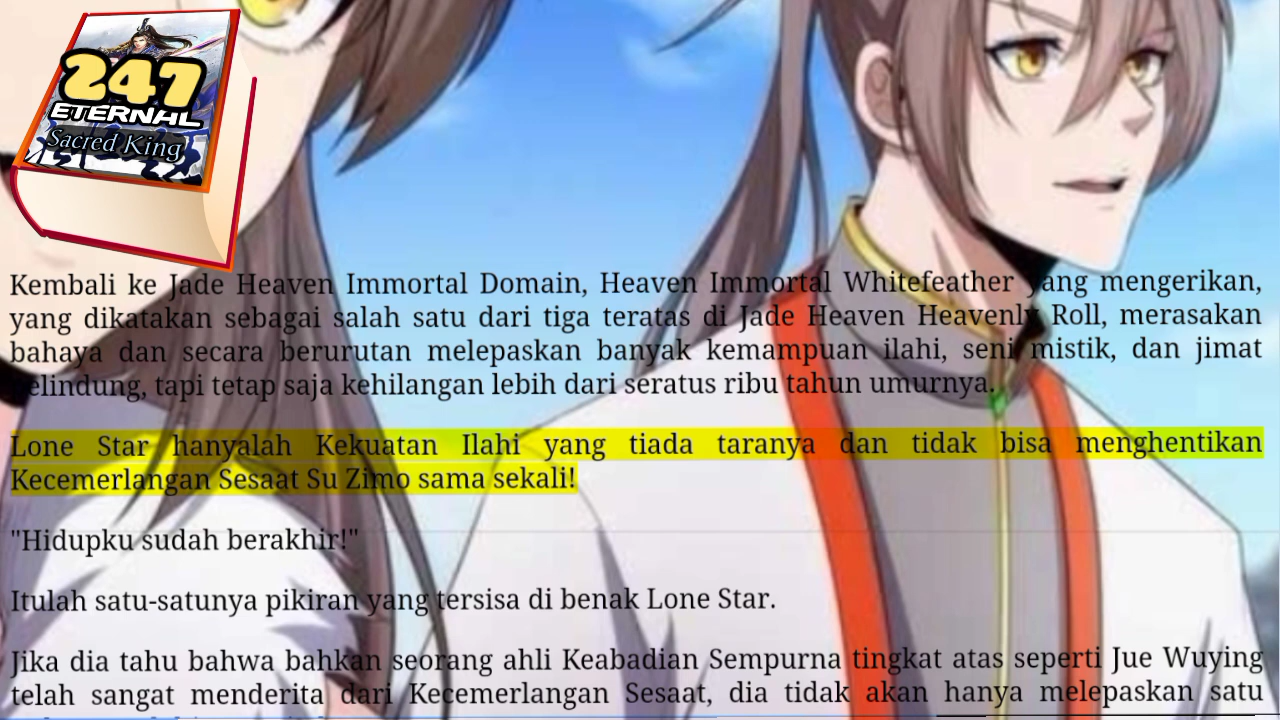 247
ETERNAL
Sacred King
Kembali ke Jade Heaven Immortal Domain, Heaven Immortal Whitefeather yang mengerikan,
yang dikatakan sebagai salah satu dari tiga teratas di Jade Heaven Heavenly Roll, merasakan
bahaya dan secara berurutan melepaskan banyak kemampuan ilahi, seni mistik, dan jimat
pelindung, tapi tetap saja kehilangan lebih dari seratus ribu tahun umurnya.
Lone Star hanyalah Kekuatan Ilahi yang tiada taranya dan tidak bisa menghentikan
Kecemerlangan Sesaat Su Zimo sama sekali!
"Hidupku sudah berakhir!"
Itulah satu-satunya pikiran yang tersisa di benak Lone Star.
Jika dia tahu bahwa bahkan seorang ahli Keabadian Sempurna tingkat atas seperti Jue Wuying
telah sangat menderita dari Kecemerlangan Sesaat, dia tidak akan hanya melepaskan satu